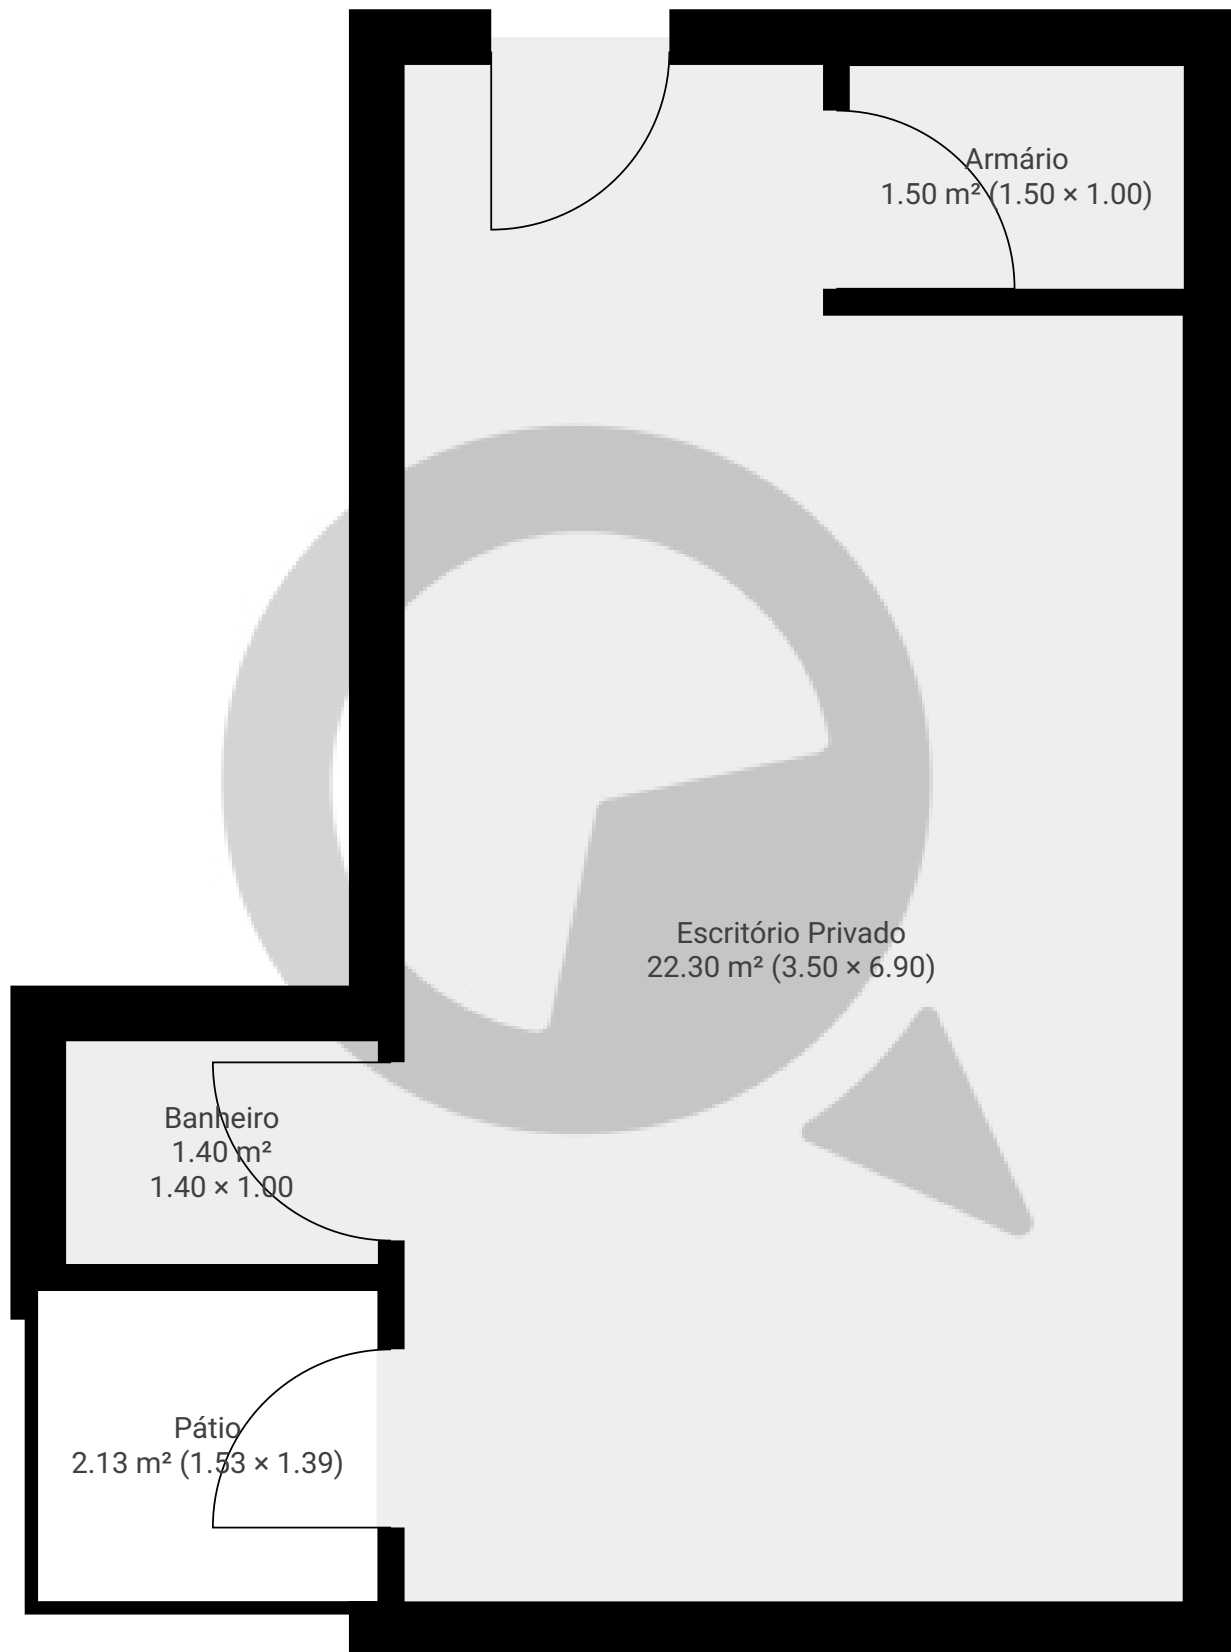 Armário
1.50 m² (1.50 × 1.00)
Escritório Privado
22.30 m² (3.50 × 6.90)
Banheiro
1.40 m²
1.40 × 1.00
Pátio
2.13 m² (1.53 × 1.39)